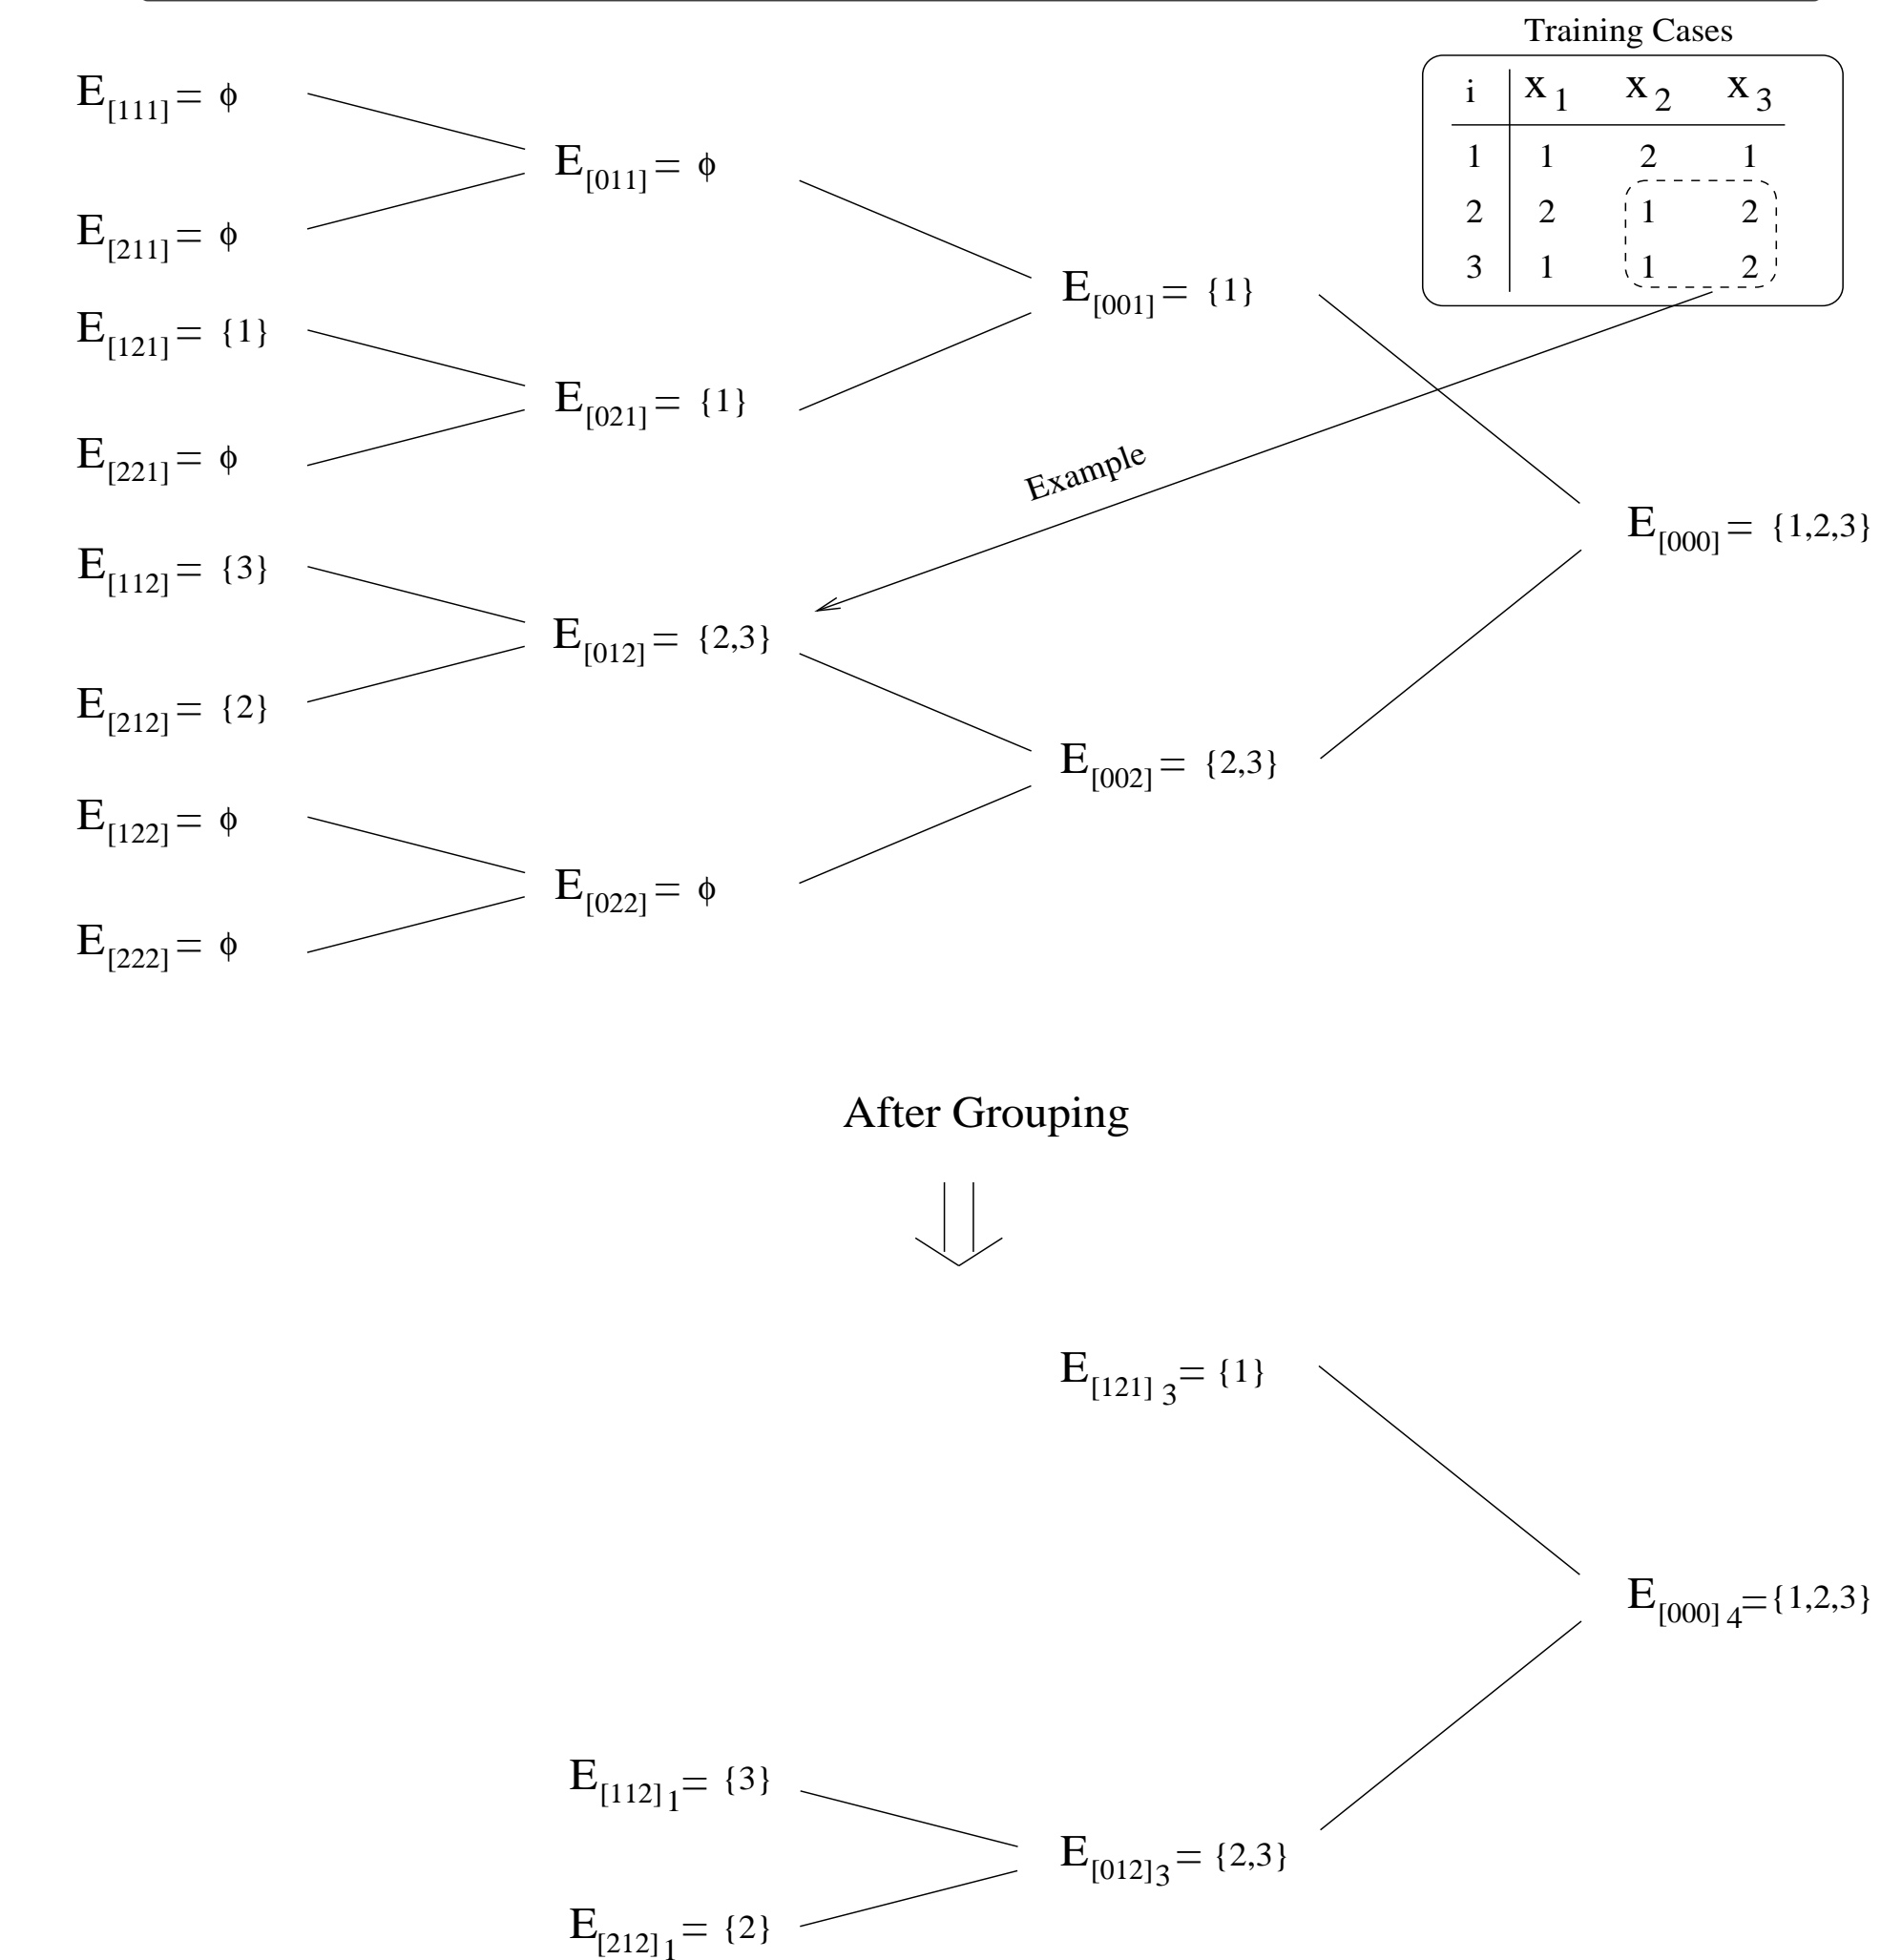 Training Cases
i x 1 x 2 x 3
1 1 2 1
2 2 1 2
3 1 1 2
E[111] = ϕ
E[011] = ϕ
E[211] = ϕ
E[001] = {1}
E[121] = {1}
E[021] = {1}
E[221] = ϕ
Example
E[000] = {1,2,3}
E[112] = {3}
E[012] = {2,3}
E[212] = {2}
E[002] = {2,3}
E[122] = ϕ
E[022] = ϕ
E[222] = ϕ
After Grouping
E[121] 3 = {1}
E[000] 4 = {1,2,3}
E[112] 1 = {3}
E[012] 3 = {2,3}
E[212] 1 = {2}